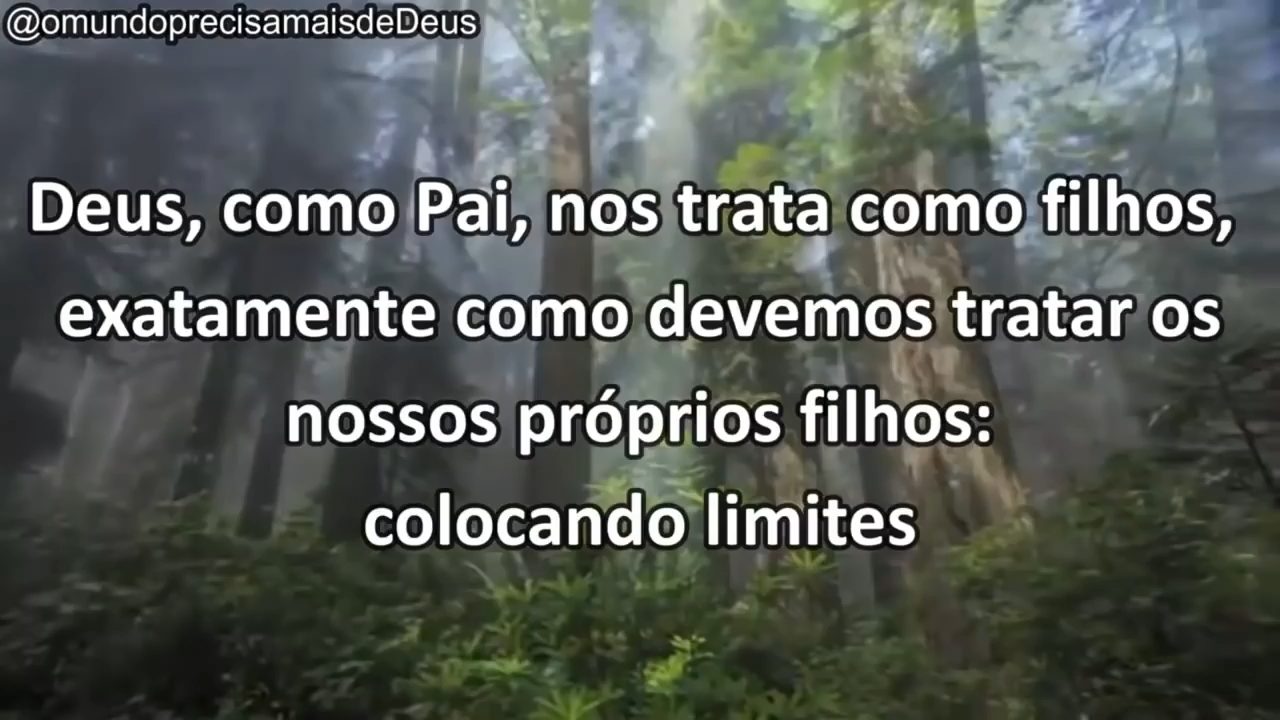 @omundoprecisamaisdeDeus
Deus, como Pai, nos trata como filhos,
exatamente como devemos tratar os
nossos próprios filhos:
colocando limites